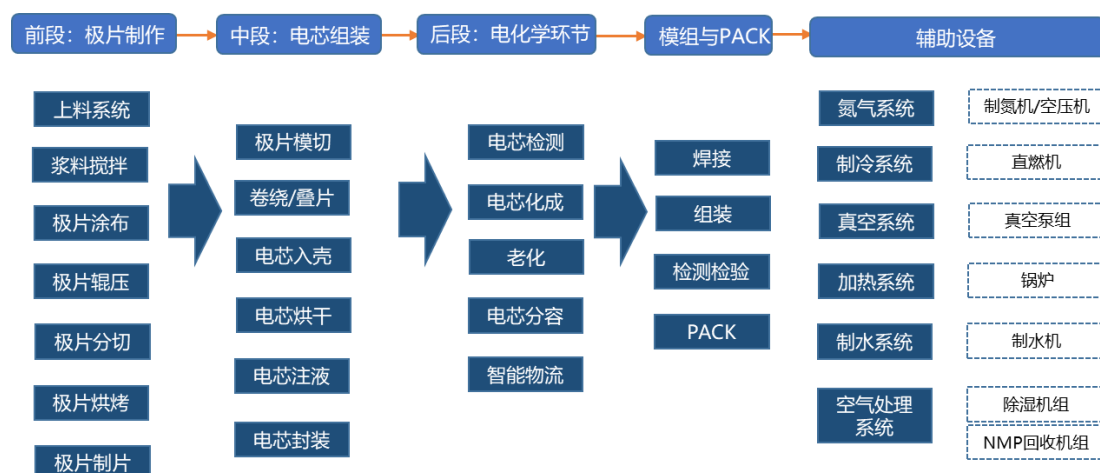 前段：极片制作
中段：电芯组装
后段：电化学环节
模组与PACK
辅助设备
上料系统
浆料搅拌
极片涂布
极片辊压
极片分切
极片烘烤
极片制片
极片模切
卷绕/叠片
电芯入壳
电芯烘干
电芯注液
电芯封装
电芯检测
电芯化成
老化
电芯分容
智能物流
焊接
组装
检测检验
PACK
氮气系统
制氮机/空压机
制冷系统
直燃机
真空系统
真空泵组
加热系统
锅炉
制水系统
制水机
空气处理
系统
除湿机组
NMP回收机组